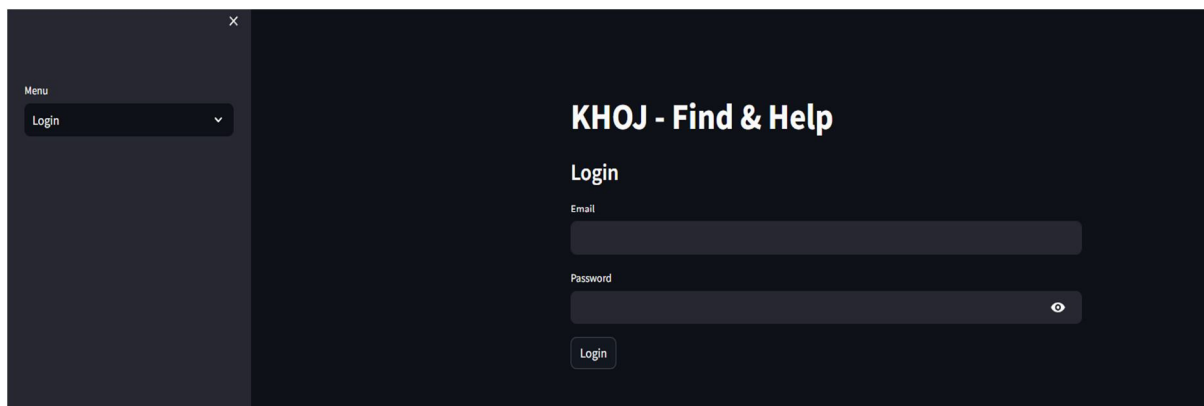 Menu
Login
KHOJ - Find & Help
Login
Email
Password
Login